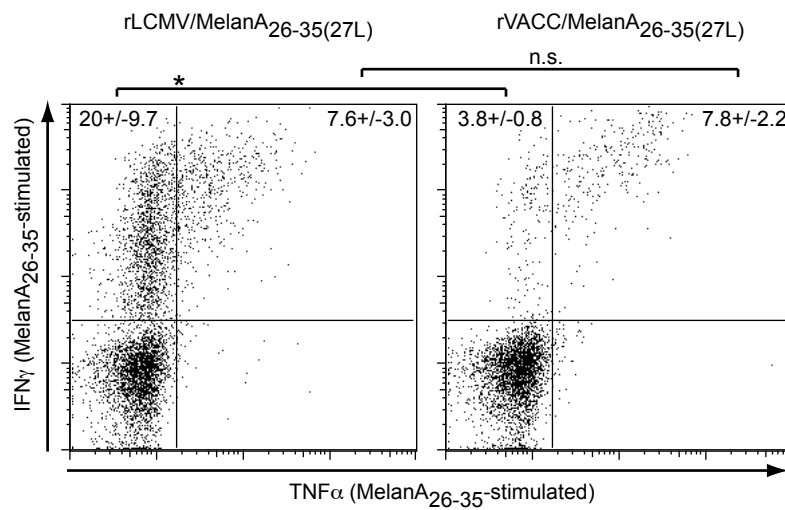 rLCMV/MelanA26-35(27L) rVACC/MelanA26-35(27L)
n.s.
*
20+/-9.7 7.6+/-3.0 3.8+/-0.8 7.8+/-2.2
IFNγ (MelanA26-35-stimulated)
TNFα (MelanA26-35-stimulated)